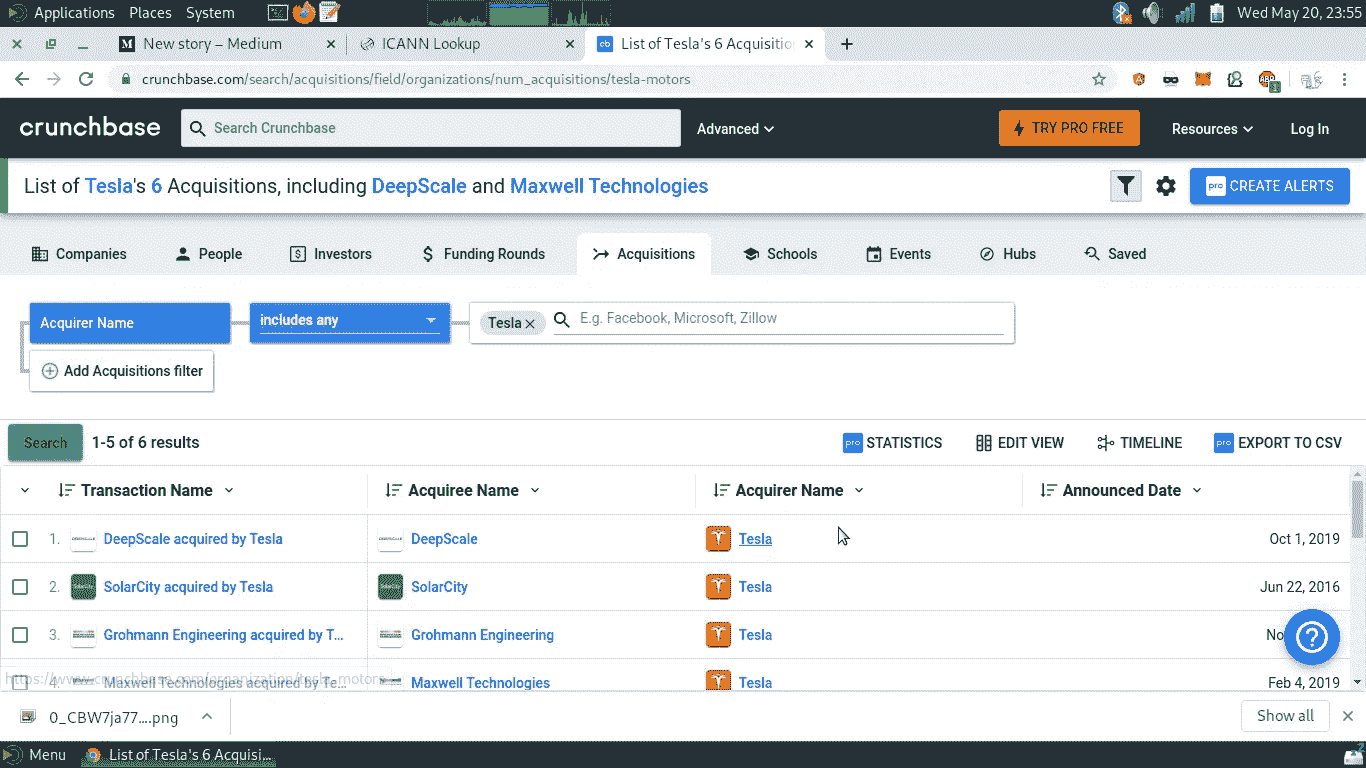 Applications Places System Wed May 20, 23:55
New story – Medium ICANN Lookup List of Tesla's 6 Acquisitio
crunchbase.com/search/acquisitions/field/organizations/num_acquisitions/tesla-motors
crunchbase Search Crunchbase Advanced TRY PRO FREE Resources Log In
List of Tesla's 6 Acquisitions, including DeepScale and Maxwell Technologies pro CREATE ALERTS
Companies People Investors Funding Rounds Acquisitions Schools Events Hubs Saved
Acquirer Name includes any Tesla E.g. Facebook, Microsoft, Zillow
Add Acquisitions filter
Search 1-5 of 6 results pro STATISTICS EDIT VIEW TIMELINE pro EXPORT TO CSV
Transaction Name Acquiree Name Acquirer Name Announced Date
1. DeepScale acquired by Tesla DeepScale Tesla Oct 1, 2019
2. SolarCity acquired by Tesla SolarCity Tesla Jun 22, 2016
3. Grohmann Engineering acquired by T... Grohmann Engineering Tesla No
4. Maxwell Technologies acquired by Te... Maxwell Technologies Tesla Feb 4, 2019
https://www.crunchbase.com/organization/tesla-motors
0_CBW7ja77....png Show all
Menu List of Tesla's 6 Acquisi...